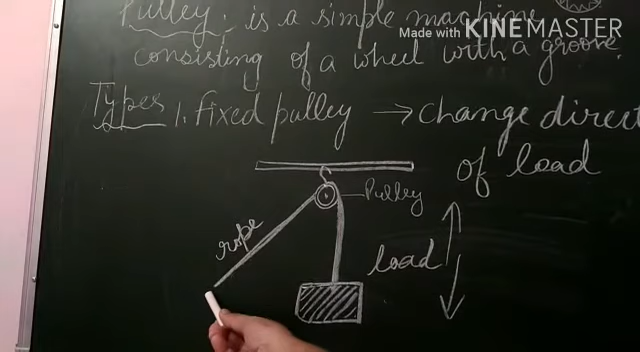 Pulley :- is a simple machine
Made with KINEMASTER
consisting of a wheel with a groove.
Types 1. fixed pulley → change direct
of load
Pulley
rope
load